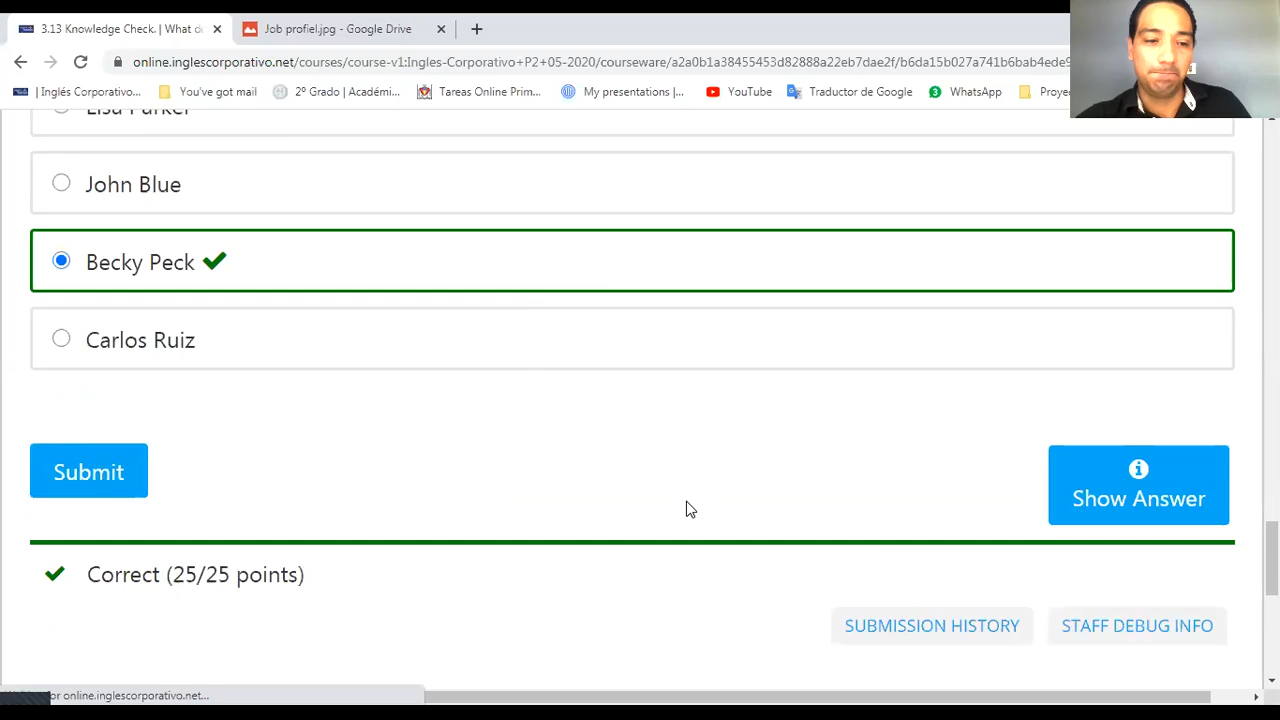 3.13 Knowledge Check. | What d
Job profiel.jpg - Google Drive
online.inglescorporativo.net/courses/course-v1:Ingles-Corporativo+P2+05-2020/courseware/a2a0b1a38455453d82888a22eb7dae2f/b6da15b027a741b6bab4ede9
| Inglés Corporativo...
You've got mail
2º Grado | Académi...
Tareas Online Prim...
My presentations |...
YouTube
Traductor de Google
WhatsApp
Proye
Lisa Parker
John Blue
Becky Peck
Carlos Ruiz
Submit
Show Answer
Correct (25/25 points)
SUBMISSION HISTORY
STAFF DEBUG INFO
or online.inglescorporativo.net...